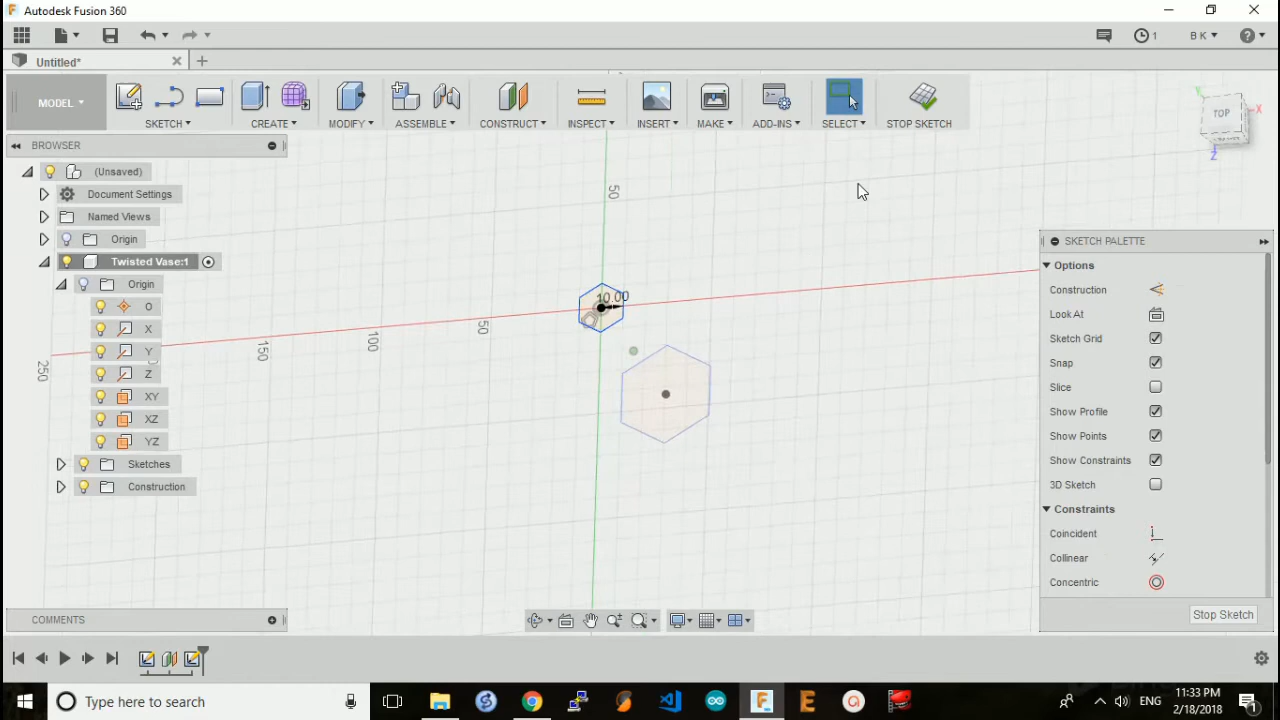 Autodesk Fusion 360
1
B K
Untitled*
MODEL
SKETCH
CREATE
MODIFY
ASSEMBLE
CONSTRUCT
INSPECT
INSERT
MAKE
ADD-INS
SELECT
STOP SKETCH
BROWSER
(Unsaved)
Document Settings
Named Views
Origin
Twisted Vase:1
Origin
O
X
Y
Z
XY
XZ
YZ
Sketches
Construction
COMMENTS
50
10.00
50
100
150
250
TOP
X
Y
Z
SKETCH PALETTE
Options
Construction
Look At
Sketch Grid
Snap
Slice
Show Profile
Show Points
Show Constraints
3D Sketch
Constraints
Coincident
Collinear
Concentric
Stop Sketch
Type here to search
ENG
11:33 PM
2/18/2018
1